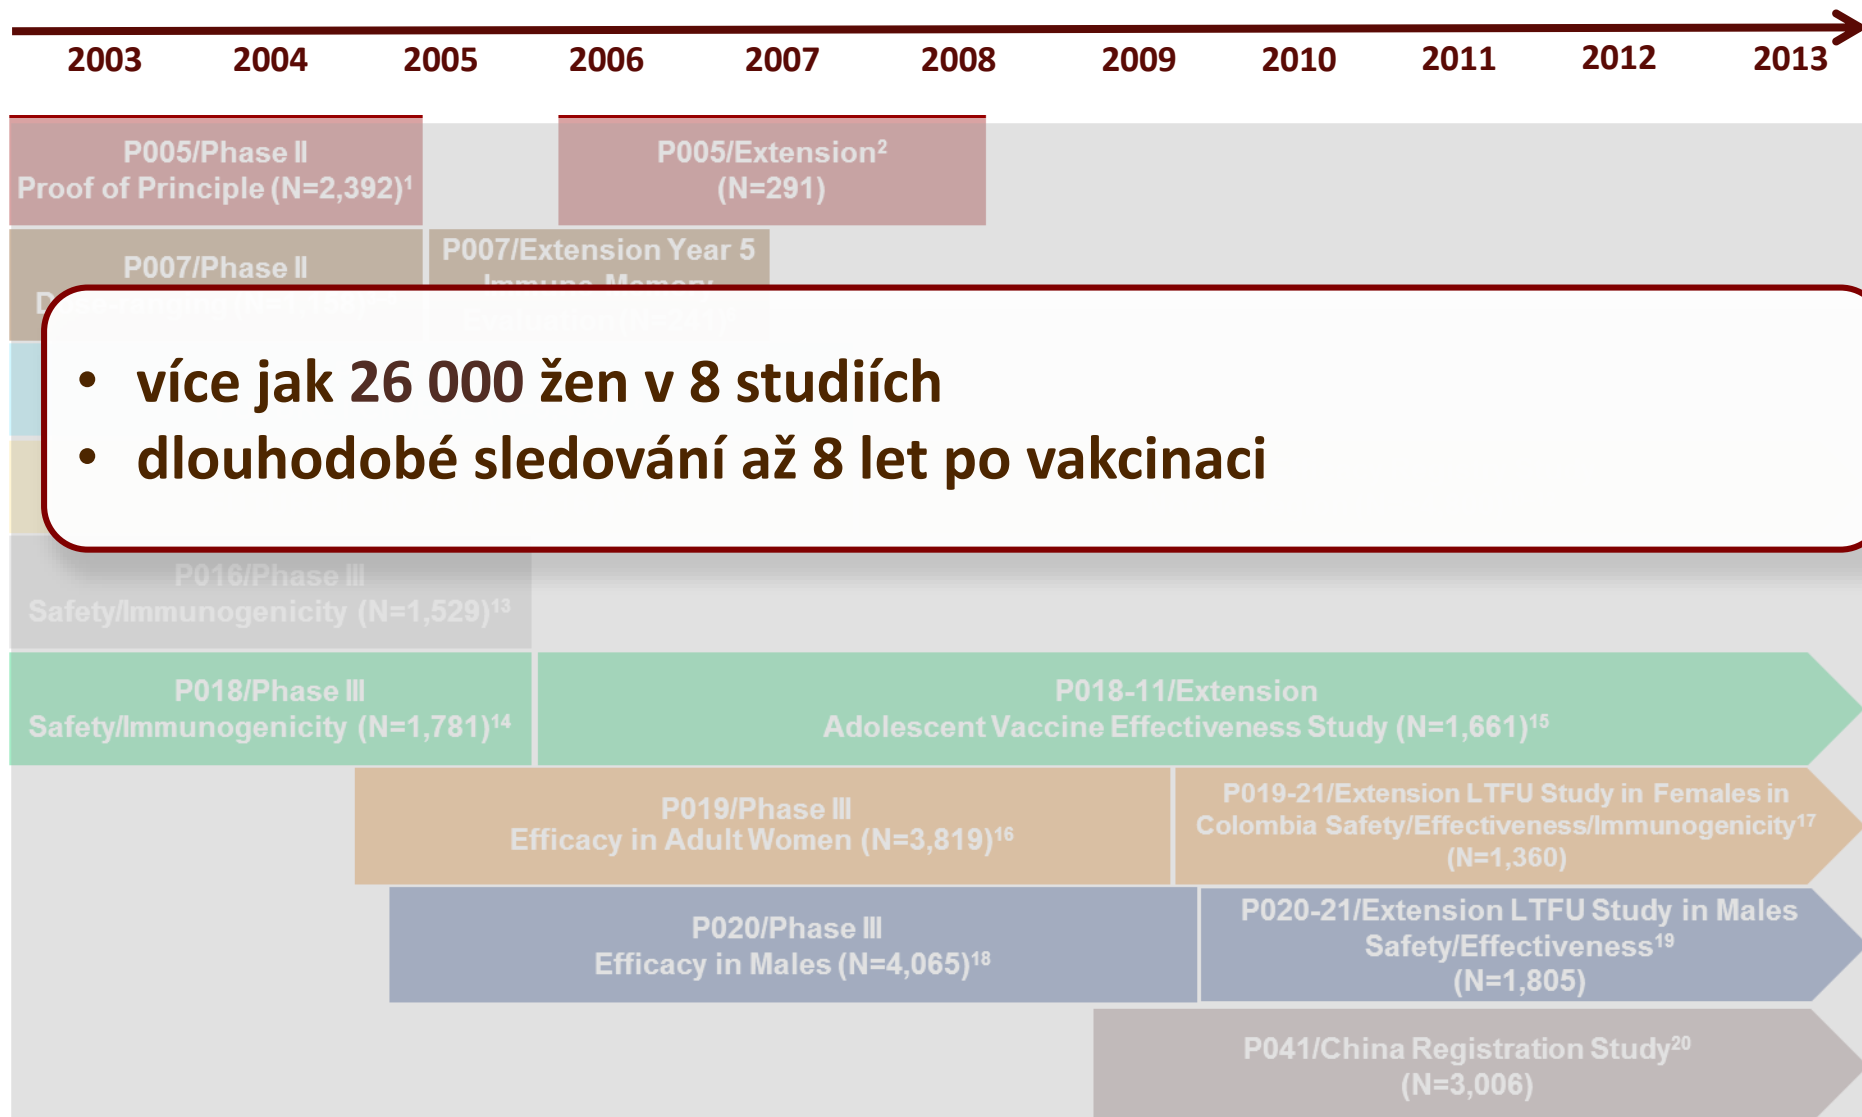 2003 2004 2005 2006 2007 2008 2009 2010 2011 2012 2013
P005/Phase II
Proof of Principle (N=2,392)¹
P005/Extension²
(N=291)
P007/Phase II
P007/Extension Year 5
Immune Memory
• více jak 26 000 žen v 8 studiích
• dlouhodobé sledování až 8 let po vakcinaci
P016/Phase III
Safety/Immunogenicity (N=1,529)¹³
P018/Phase III
Safety/Immunogenicity (N=1,781)¹⁴
P018-11/Extension
Adolescent Vaccine Effectiveness Study (N=1,661)¹⁵
P019/Phase III
Efficacy in Adult Women (N=3,819)¹⁶
P019-21/Extension LTFU Study in Females in
Colombia Safety/Effectiveness/Immunogenicity¹⁷
(N=1,360)
P020/Phase III
Efficacy in Males (N=4,065)¹⁸
P020-21/Extension LTFU Study in Males
Safety/Effectiveness¹⁹
(N=1,805)
P041/China Registration Study²⁰
(N=3,006)